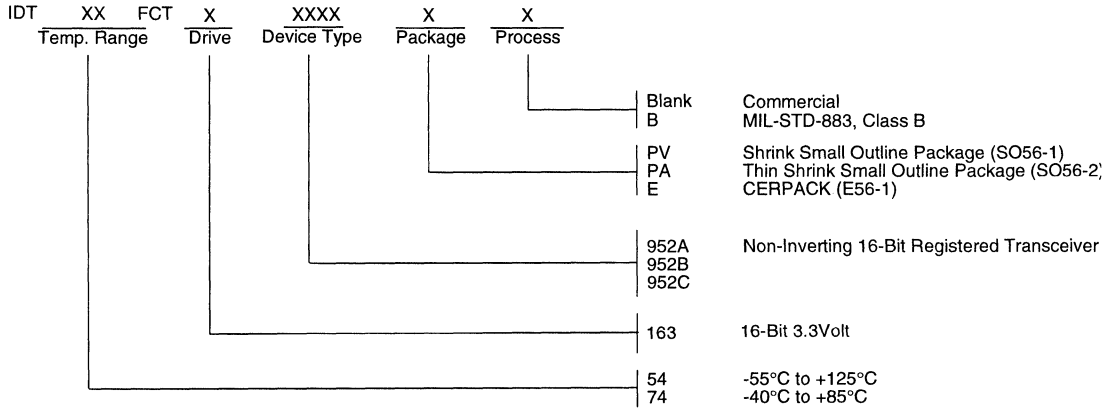 IDT XX FCT X XXXX X X
Temp. Range Drive Device Type Package Process
Blank Commercial
B MIL-STD-883, Class B
PV Shrink Small Outline Package (SO56-1)
PA Thin Shrink Small Outline Package (SO56-2)
E CERPACK (E56-1)
952A Non-Inverting 16-Bit Registered Transceiver
952B
952C
163 16-Bit 3.3Volt
54 -55°C to +125°C
74 -40°C to +85°C